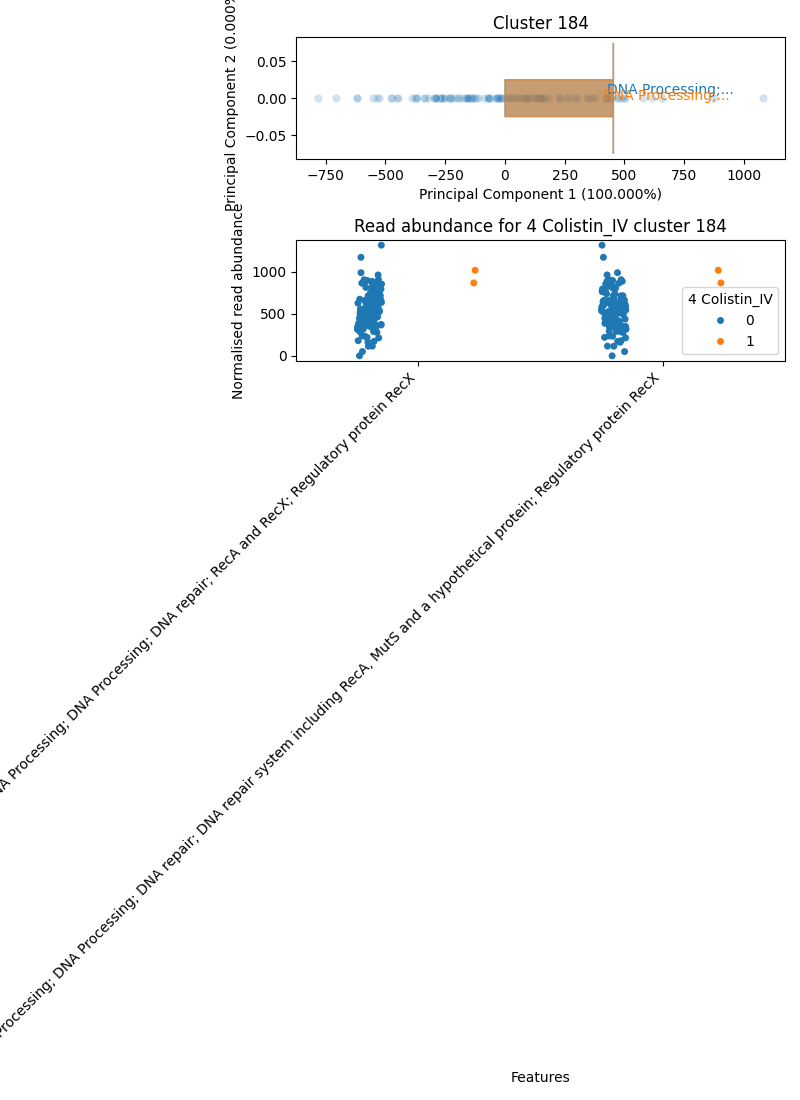 Cluster 184
Principal Component 2 (0.000%
0.05
0.00
−0.05
DNA Processing;...
DNA Processing;...
−750
−500
−250
0
250
500
750
1000
Principal Component 1 (100.000%)
Read abundance for 4 Colistin_IV cluster 184
Normalised read abundance
1000
500
0
4 Colistin_IV
0
1
Processing; DNA Processing; DNA repair; RecA and RecX; Regulatory protein RecX
Processing; DNA Processing; DNA repair; DNA repair system including RecA, MutS and a hypothetical protein; Regulatory protein RecX
Features